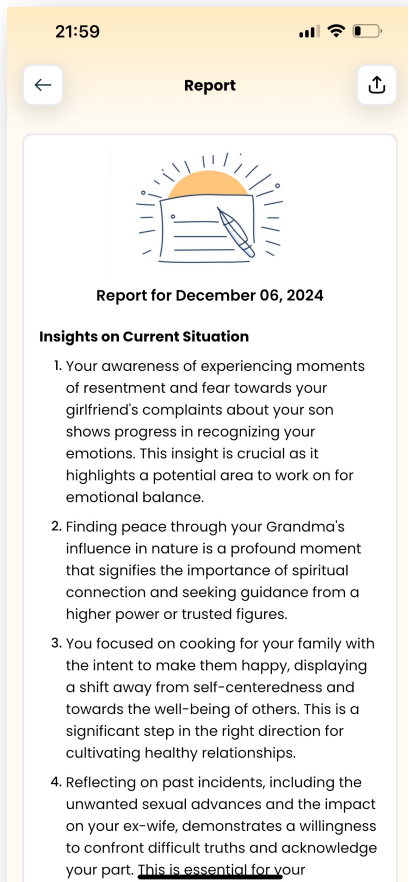 21:59
Report
Report for December 06, 2024
Insights on Current Situation
1. Your awareness of experiencing moments
of resentment and fear towards your
girlfriend's complaints about your son
shows progress in recognizing your
emotions. This insight is crucial as it
highlights a potential area to work on for
emotional balance.
2. Finding peace through your Grandma's
influence in nature is a profound moment
that signifies the importance of spiritual
connection and seeking guidance from a
higher power or trusted figures.
3. You focused on cooking for your family with
the intent to make them happy, displaying
a shift away from self-centeredness and
towards the well-being of others. This is a
significant step in the right direction for
cultivating healthy relationships.
4. Reflecting on past incidents, including the
unwanted sexual advances and the impact
on your ex-wife, demonstrates a willingness
to confront difficult truths and acknowledge
your part. This is essential for your